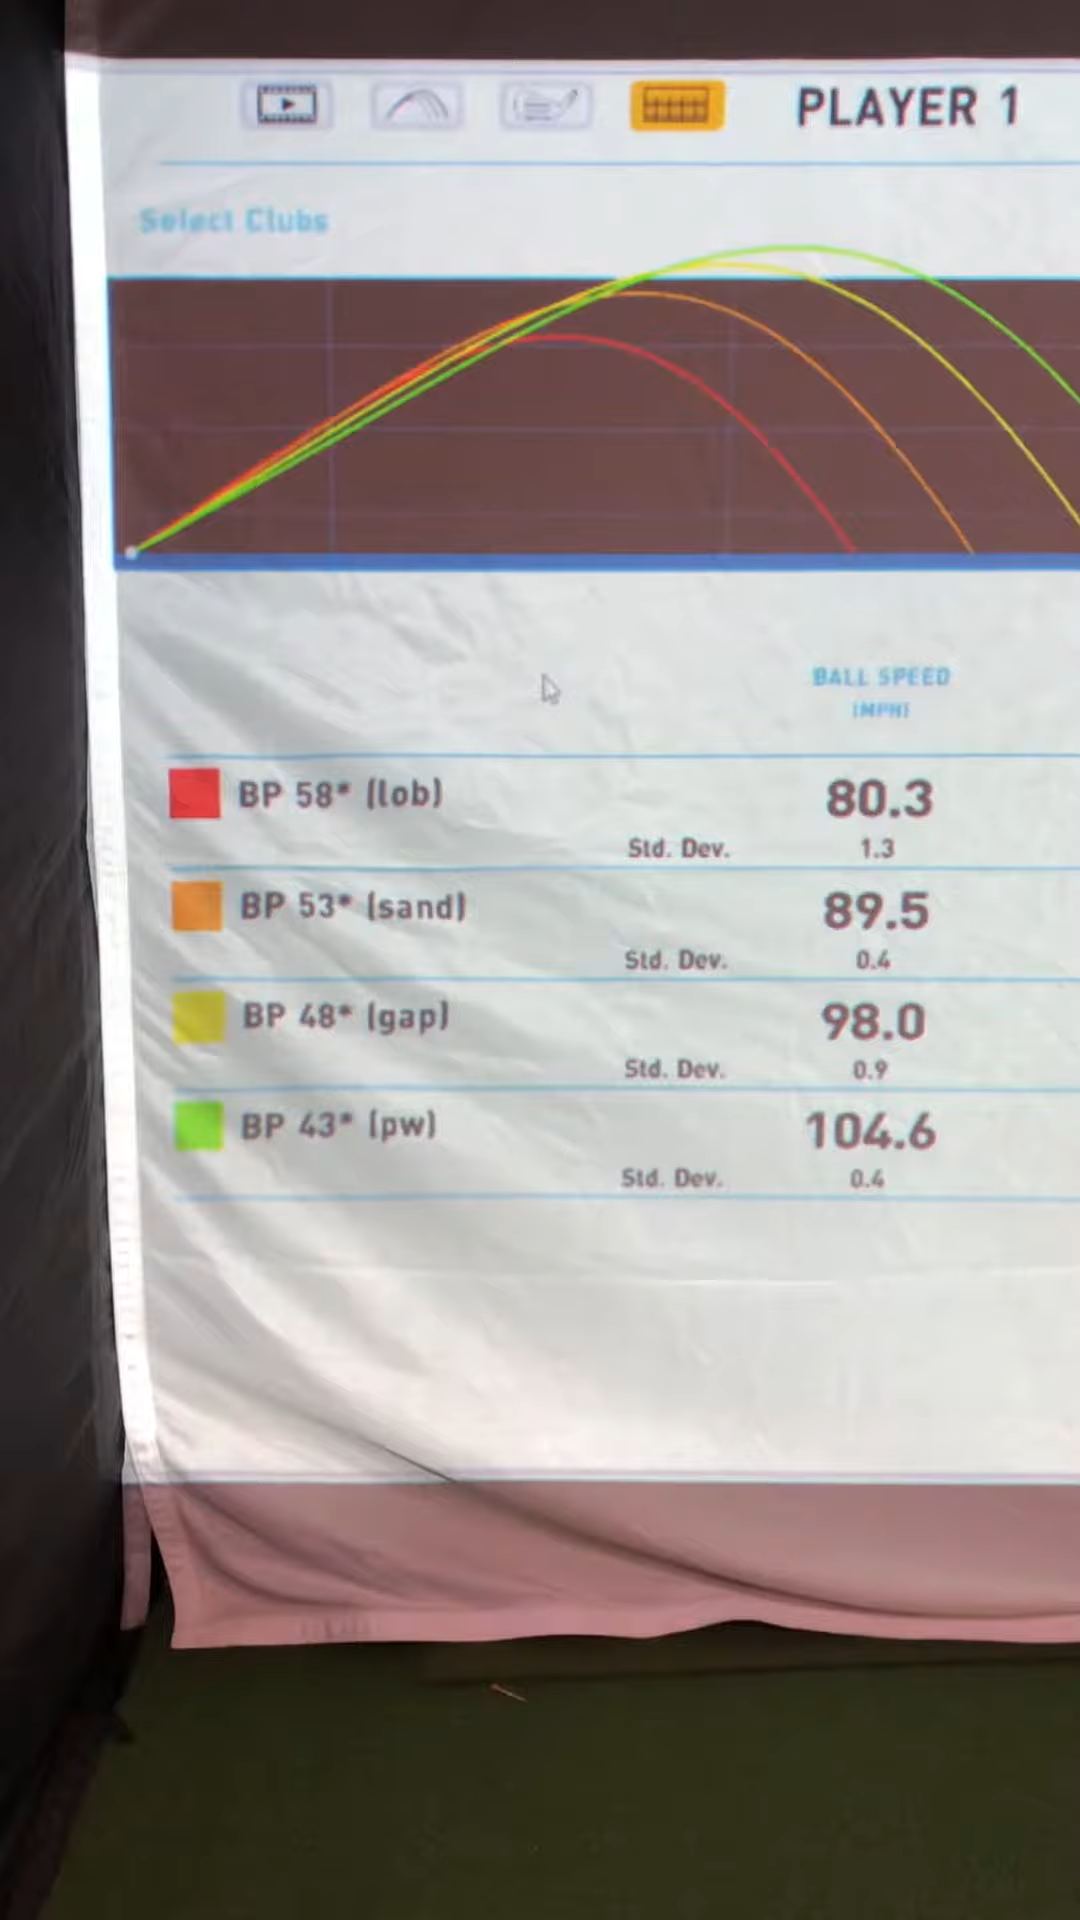 PLAYER 1
Select Clubs
BALL SPEED
(MPH)
BP 58* (lob) 80.3
Std. Dev. 1.3
BP 53* (sand) 89.5
Std. Dev. 0.4
BP 48* (gap) 98.0
Std. Dev. 0.9
BP 43* (pw) 104.6
Std. Dev. 0.4